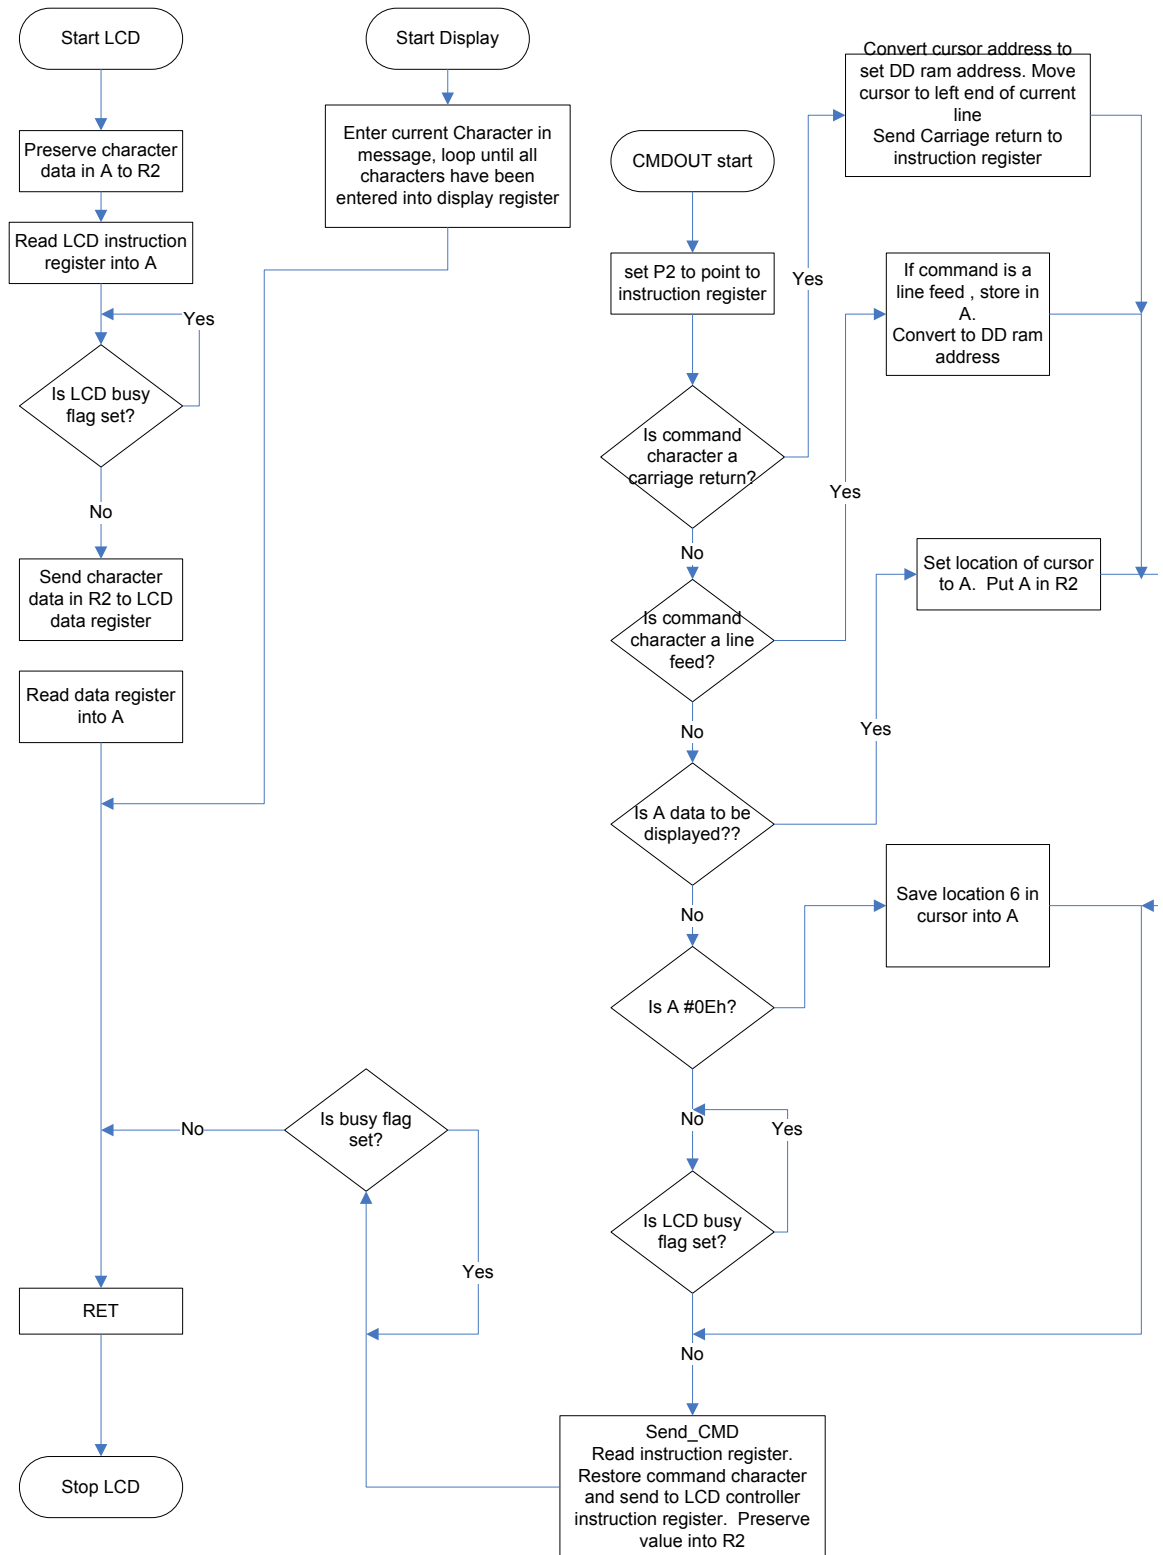 Start LCD
Preserve character
data in A to R2
Read LCD instruction
register into A
Yes
Is LCD busy
flag set?
No
Send character
data in R2 to LCD
data register
Read data register
into A
RET
Stop LCD
Start Display
Enter current Character in
message, loop until all
characters have been
entered into display register
No
Is busy flag
set?
Yes
CMDOUT start
set P2 to point to
instruction register
Is command
character a
carriage return?
Yes
No
Is command
character a line
feed?
Yes
No
Is A data to be
displayed??
Yes
No
Is A #0Eh?
No
Yes
Is LCD busy
flag set?
No
Send_CMD
Read instruction register.
Restore command character
and send to LCD controller
instruction register. Preserve
value into R2
Convert cursor address to
set DD ram address. Move
cursor to left end of current
line
Send Carriage return to
instruction register
If command is a
line feed , store in
A.
Convert to DD ram
address
Set location of cursor
to A. Put A in R2
Save location 6 in
cursor into A